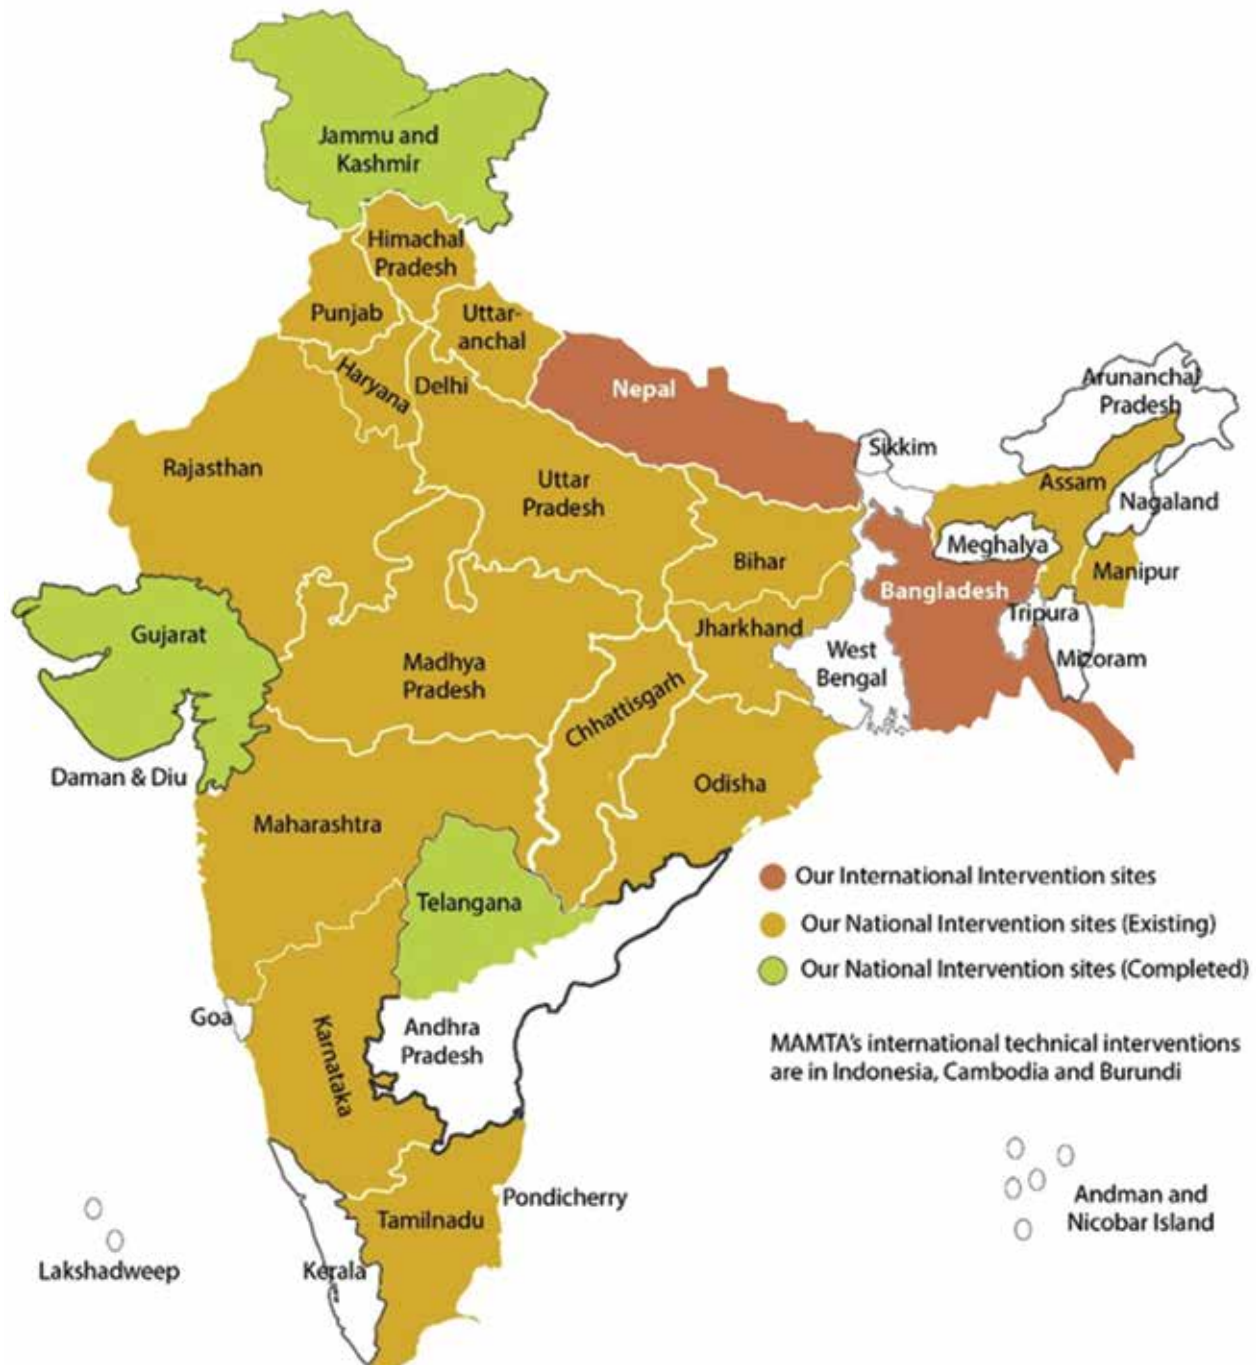 Jammu and
Kashmir
Himachal
Pradesh
Punjab
Uttar-
anchal
Haryana
Delhi
Nepal
Arunanchal
Pradesh
Sikkim
Rajasthan
Uttar
Pradesh
Assam
Nagaland
Meghalya
Bihar
Manipur
Bangladesh
Tripura
Gujarat
Jharkhand
Madhya
Pradesh
West
Bengal
Mizoram
Chhattisgarh
Daman & Diu
Odisha
Maharashtra
Telangana
Our International Intervention sites
Our National Intervention sites (Existing)
Our National Intervention sites (Completed)
Goa
Karnataka
Andhra
Pradesh
MAMTA's international technical interventions
are in Indonesia, Cambodia and Burundi
Pondicherry
Andman and
Nicobar Island
Tamilnadu
Lakshadweep
Kerala